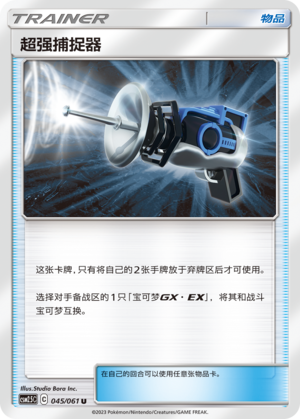 TRAINER
物品
超强捕捉器
这张卡牌,只有将自己的2张手牌放于弃牌区后才可使用。
选择对手备战区的1只「宝可梦GX・EX」,将其和战斗
宝可梦互换。
在自己的回合可以使用任意张物品卡。
Illus.Studio Bora Inc.
CSM2.5C C 045/061 U
©2023 Pokémon/Nintendo/Creatures/GAME FREAK.